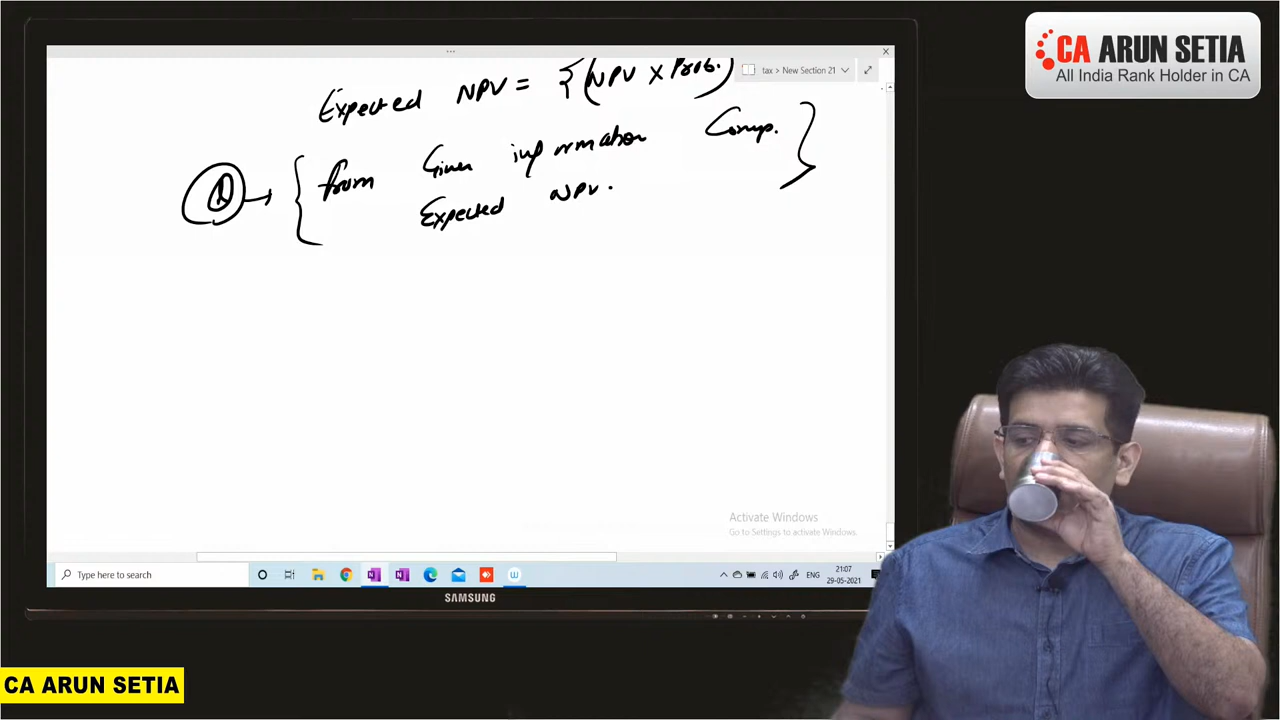 CA ARUN SETIA
All India Rank Holder in CA
tax > New Section 21
Expected NPV = Σ(NPV x Prob.)
from Given information Comp.
Expected NPV.
Activate Windows
Go to Settings to activate Windows.
Type here to search
ENG
21:07
29-05-2021
SAMSUNG
CA ARUN SETIA